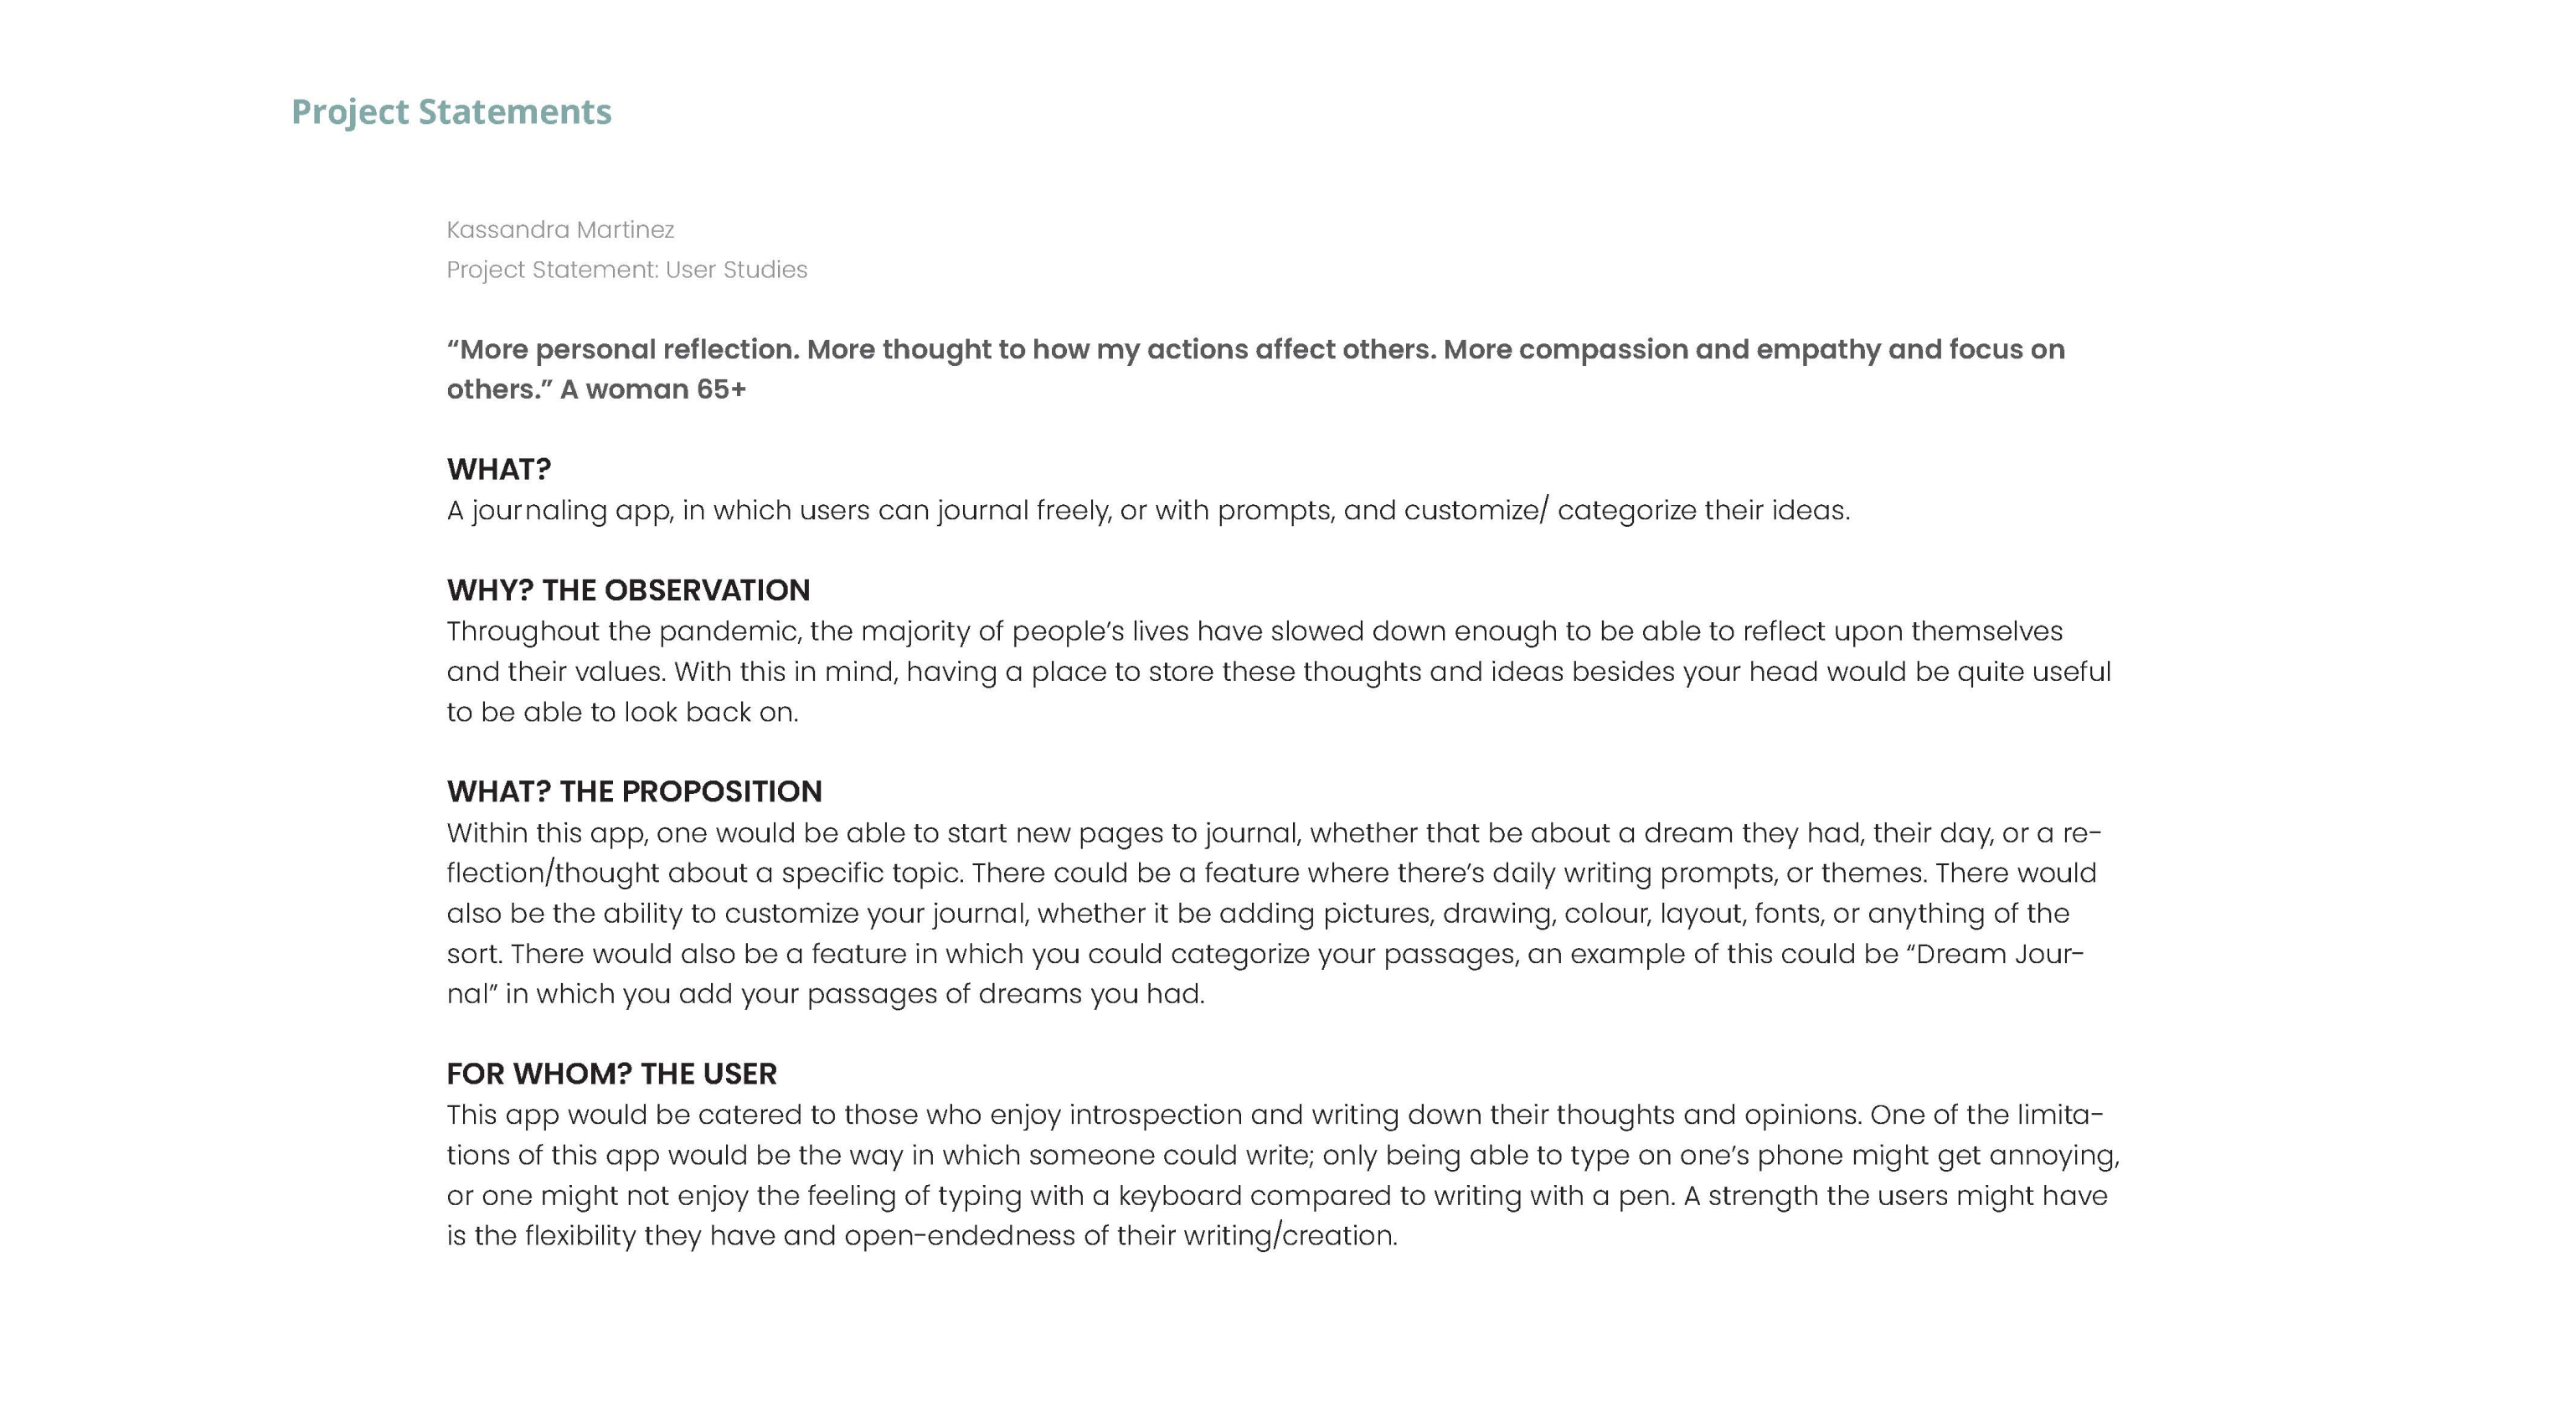 Project Statements
Kassandra Martinez
Project Statement: User Studies
“More personal reflection. More thought to how my actions affect others. More compassion and empathy and focus on
others.” A woman 65+
WHAT?
A journaling app, in which users can journal freely, or with prompts, and customize/ categorize their ideas.
WHY? THE OBSERVATION
Throughout the pandemic, the majority of people’s lives have slowed down enough to be able to reflect upon themselves
and their values. With this in mind, having a place to store these thoughts and ideas besides your head would be quite useful
to be able to look back on.
WHAT? THE PROPOSITION
Within this app, one would be able to start new pages to journal, whether that be about a dream they had, their day, or a re-
flection/thought about a specific topic. There could be a feature where there’s daily writing prompts, or themes. There would
also be the ability to customize your journal, whether it be adding pictures, drawing, colour, layout, fonts, or anything of the
sort. There would also be a feature in which you could categorize your passages, an example of this could be “Dream Jour-
nal” in which you add your passages of dreams you had.
FOR WHOM? THE USER
This app would be catered to those who enjoy introspection and writing down their thoughts and opinions. One of the limita-
tions of this app would be the way in which someone could write; only being able to type on one’s phone might get annoying,
or one might not enjoy the feeling of typing with a keyboard compared to writing with a pen. A strength the users might have
is the flexibility they have and open-endedness of their writing/creation.